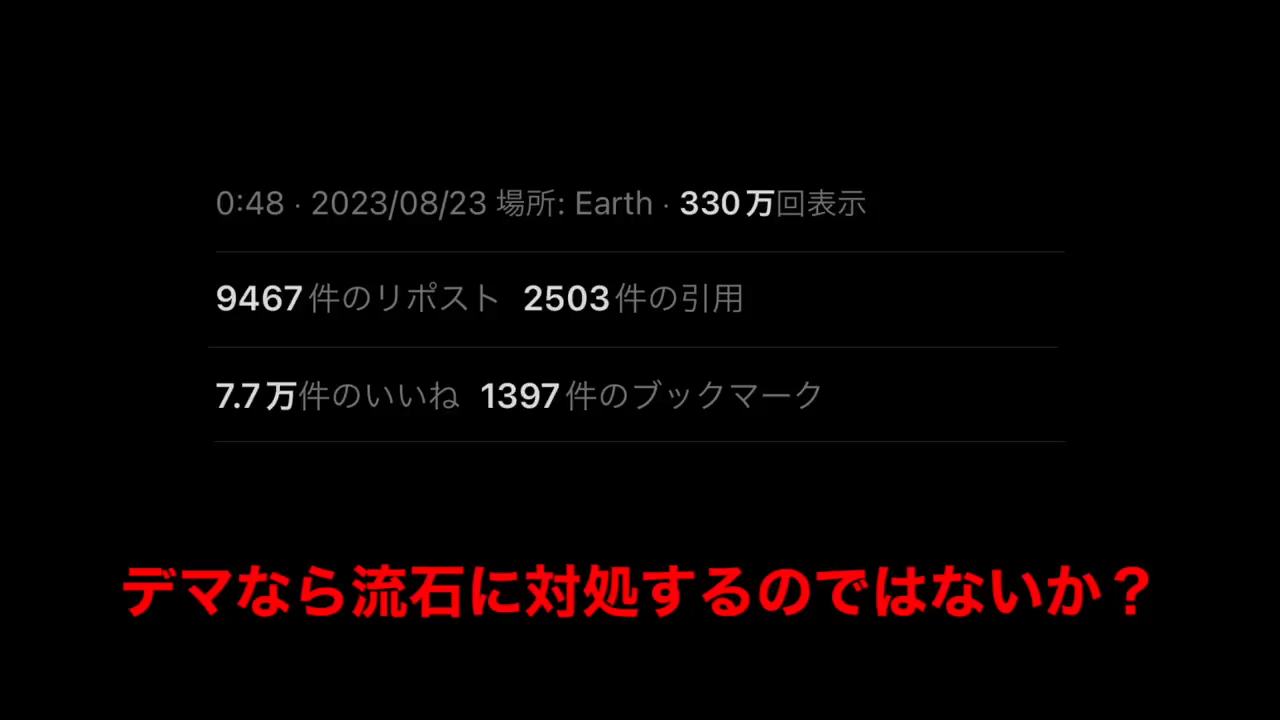 0:48 · 2023/08/23 場所: Earth · 330万回表示
9467件のリポスト 2503件の引用
7.7万件のいいね 1397件のブックマーク
デマなら流石に対処するのではないか？